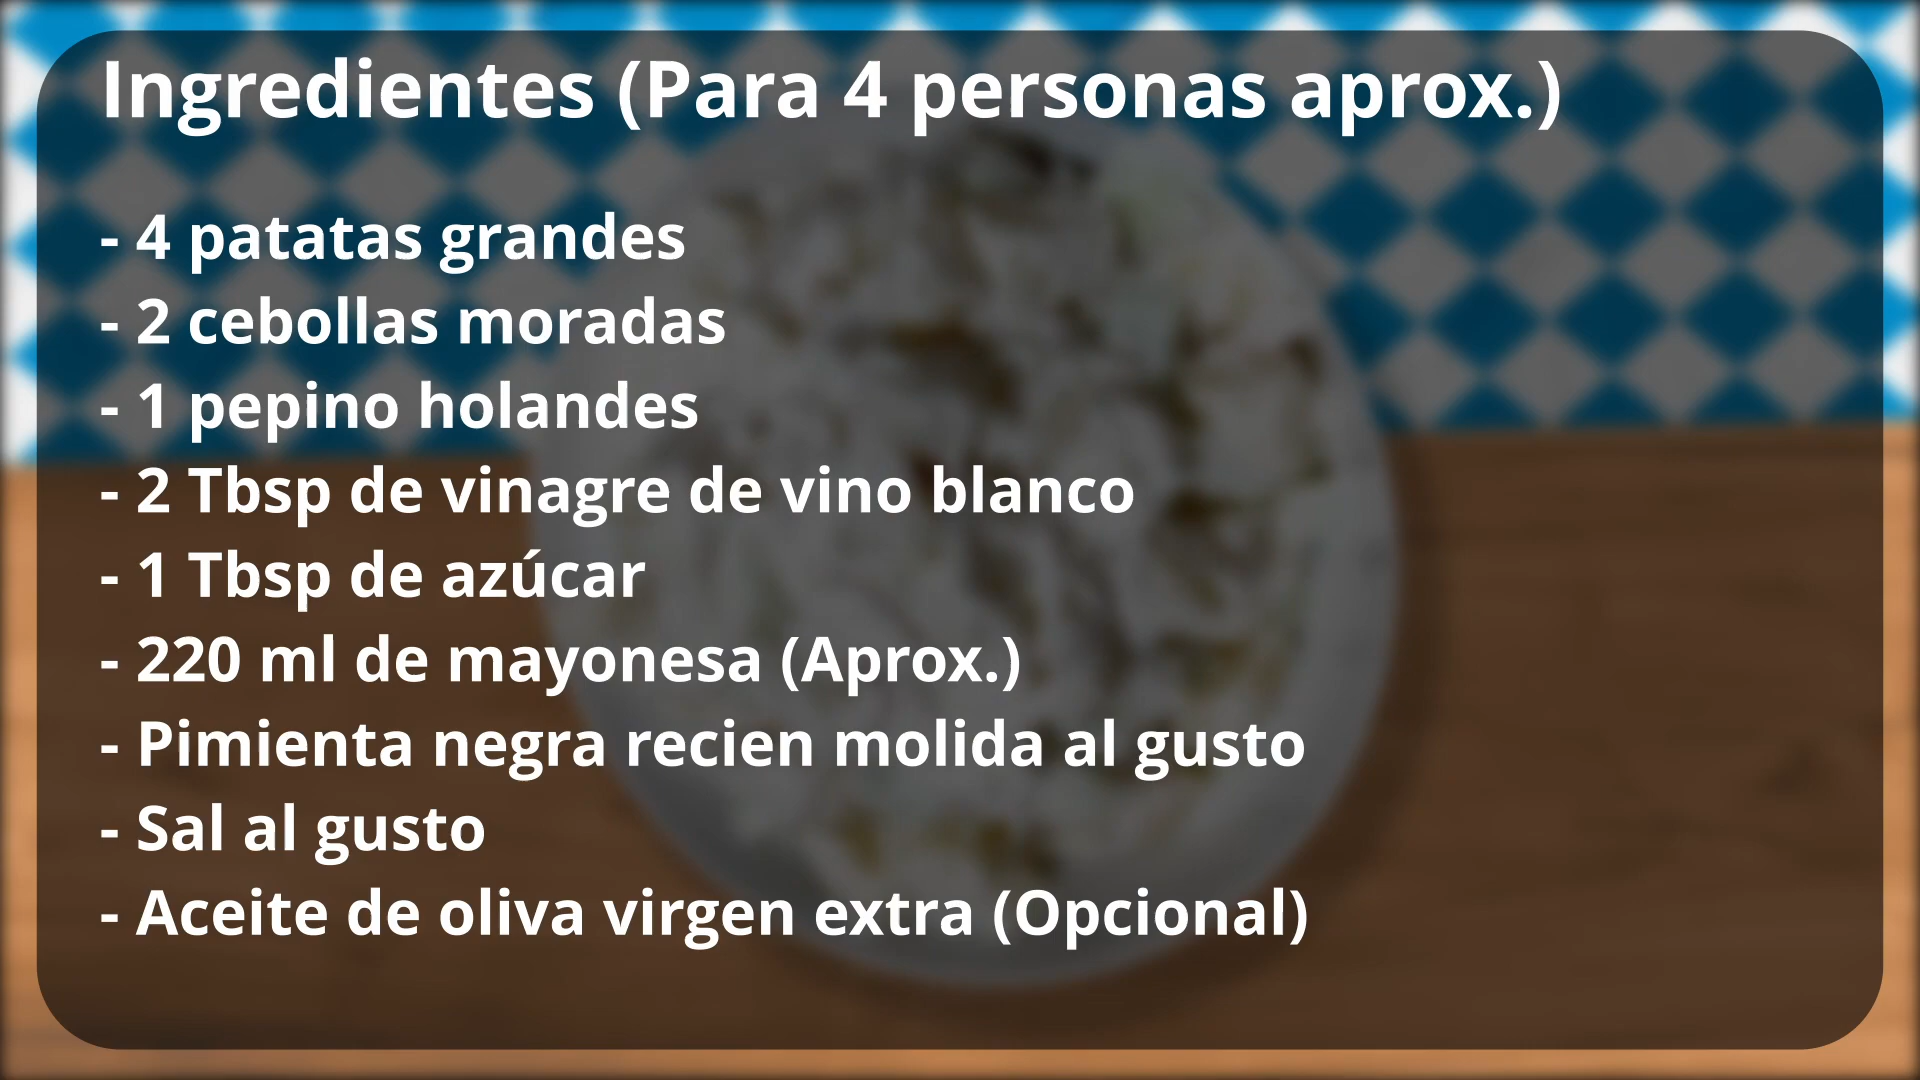 Ingredientes (Para 4 personas aprox.)
- 4 patatas grandes
- 2 cebollas moradas
- 1 pepino holandes
- 2 Tbsp de vinagre de vino blanco
- 1 Tbsp de azúcar
- 220 ml de mayonesa (Aprox.)
- Pimienta negra recien molida al gusto
- Sal al gusto
- Aceite de oliva virgen extra (Opcional)